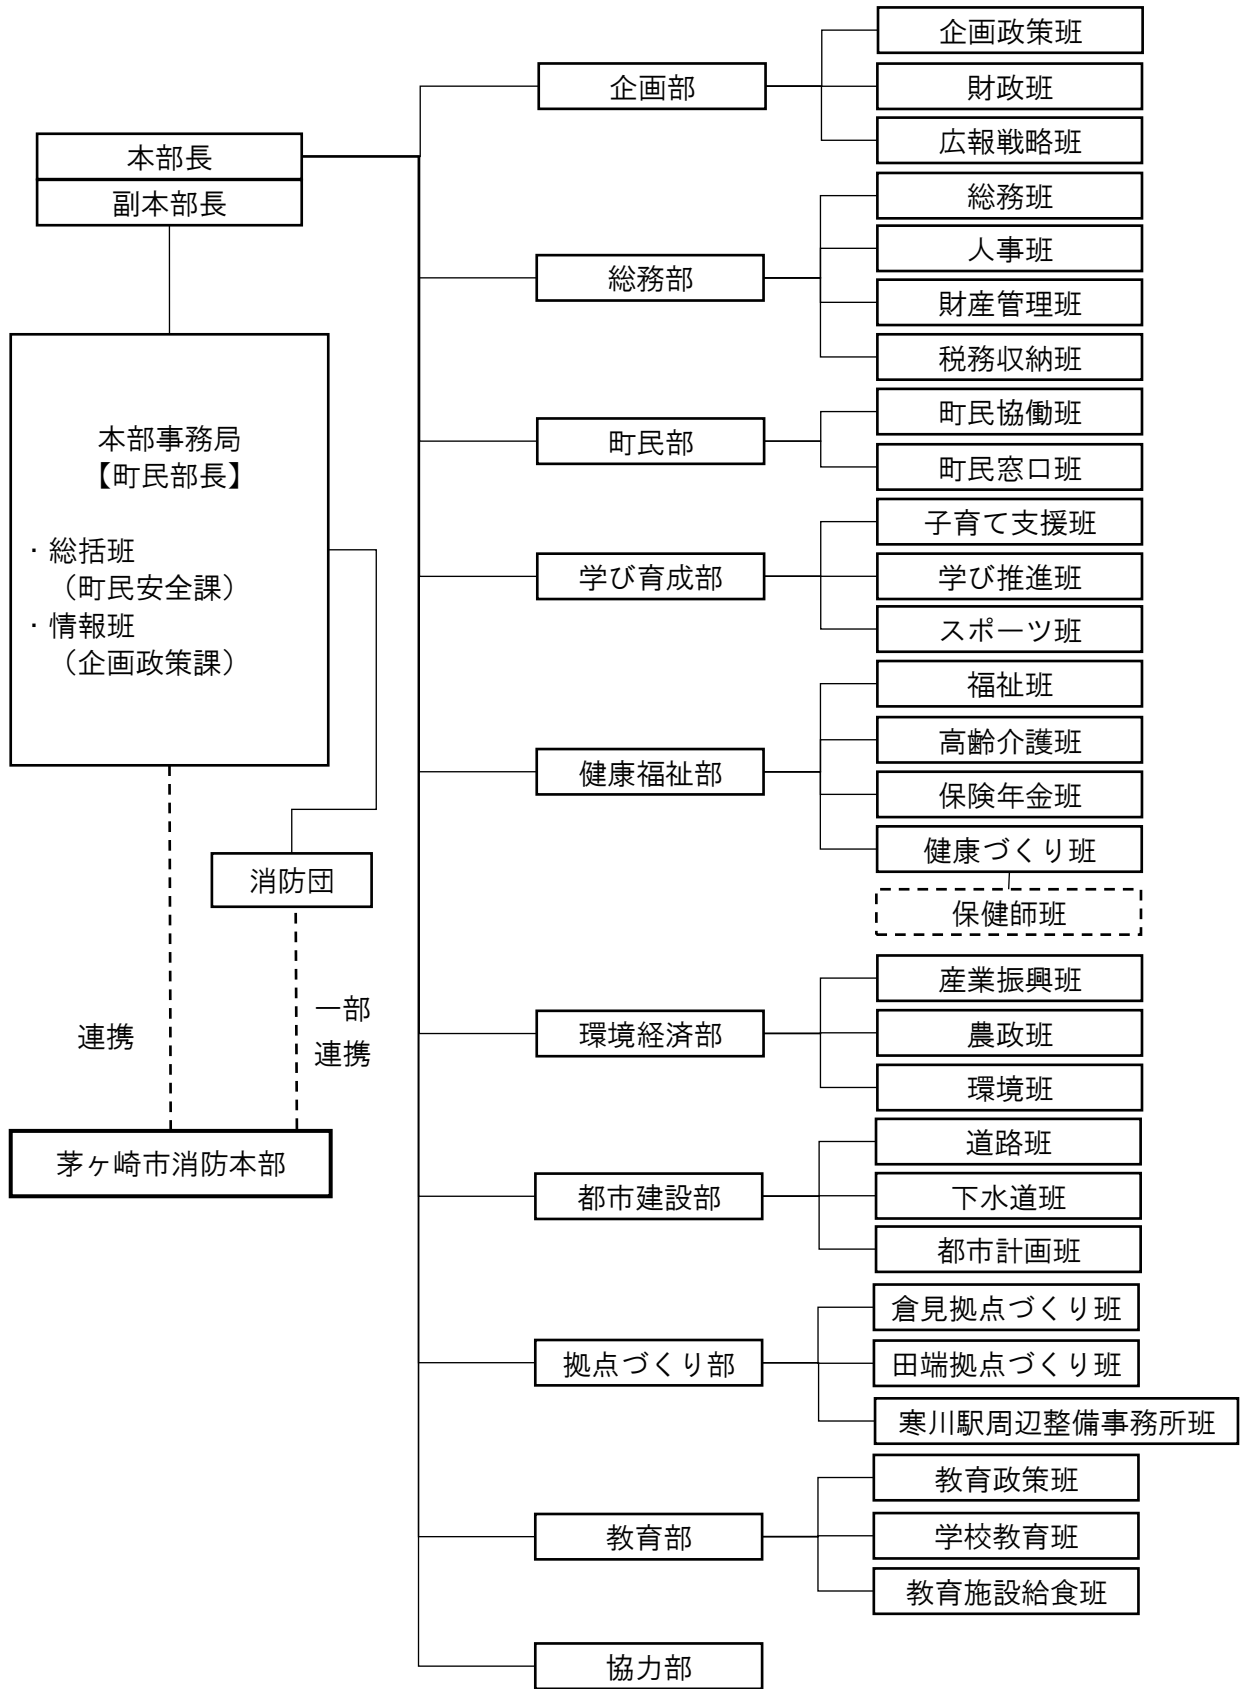 本部長
副本部長
本部事務局
【町民部長】
・総括班
（町民安全課）
・情報班
（企画政策課）
消防団
連携
一部
連携
茅ヶ崎市消防本部
企画部
企画政策班
財政班
広報戦略班
総務部
総務班
人事班
財産管理班
税務収納班
町民部
町民協働班
町民窓口班
学び育成部
子育て支援班
学び推進班
スポーツ班
健康福祉部
福祉班
高齢介護班
保険年金班
健康づくり班
保健師班
環境経済部
産業振興班
農政班
環境班
都市建設部
道路班
下水道班
都市計画班
拠点づくり部
倉見拠点づくり班
田端拠点づくり班
寒川駅周辺整備事務所班
教育部
教育政策班
学校教育班
教育施設給食班
協力部